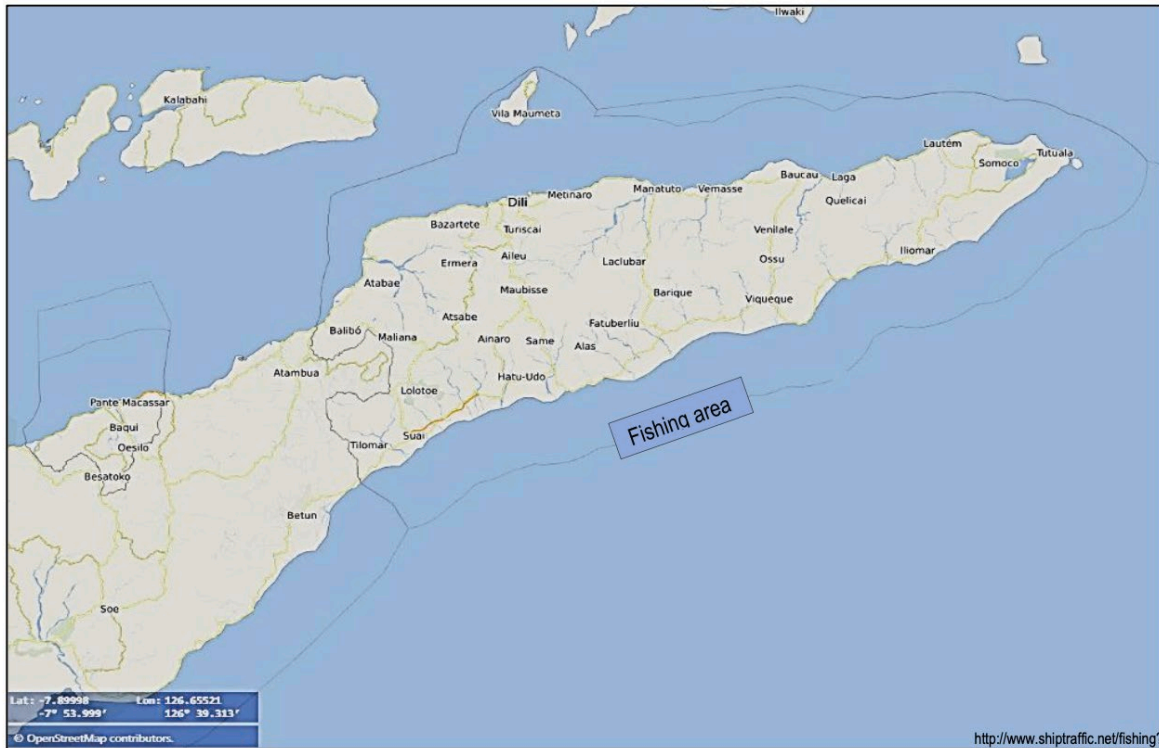 Ilwaki
Kalabahi
Vila Maumeta
Lautém
Tutuala
Somoco
Baucau
Laga
Manatuto
Vemasse
Metinaro
Quelicai
Dili
Bazartete
Turiscai
Venilale
Iliomar
Aileu
Ermera
Laclubar
Ossu
Atabae
Maubisse
Barique
Viqueque
Atsabe
Fatuberliu
Balibó
Maliana
Ainaro
Same
Alas
Atambua
Hatu-Udo
Lolotoe
Pante Macassar
Fishing area
Baqui
Suai
Oesilo
Tilomar
Besatoko
Betun
Soe
Lat: -7.89998 Lon: 126.65521
-7° 53.999' 126° 39.313'
© OpenStreetMap contributors.
http://www.shiptraffic.net/fishing?